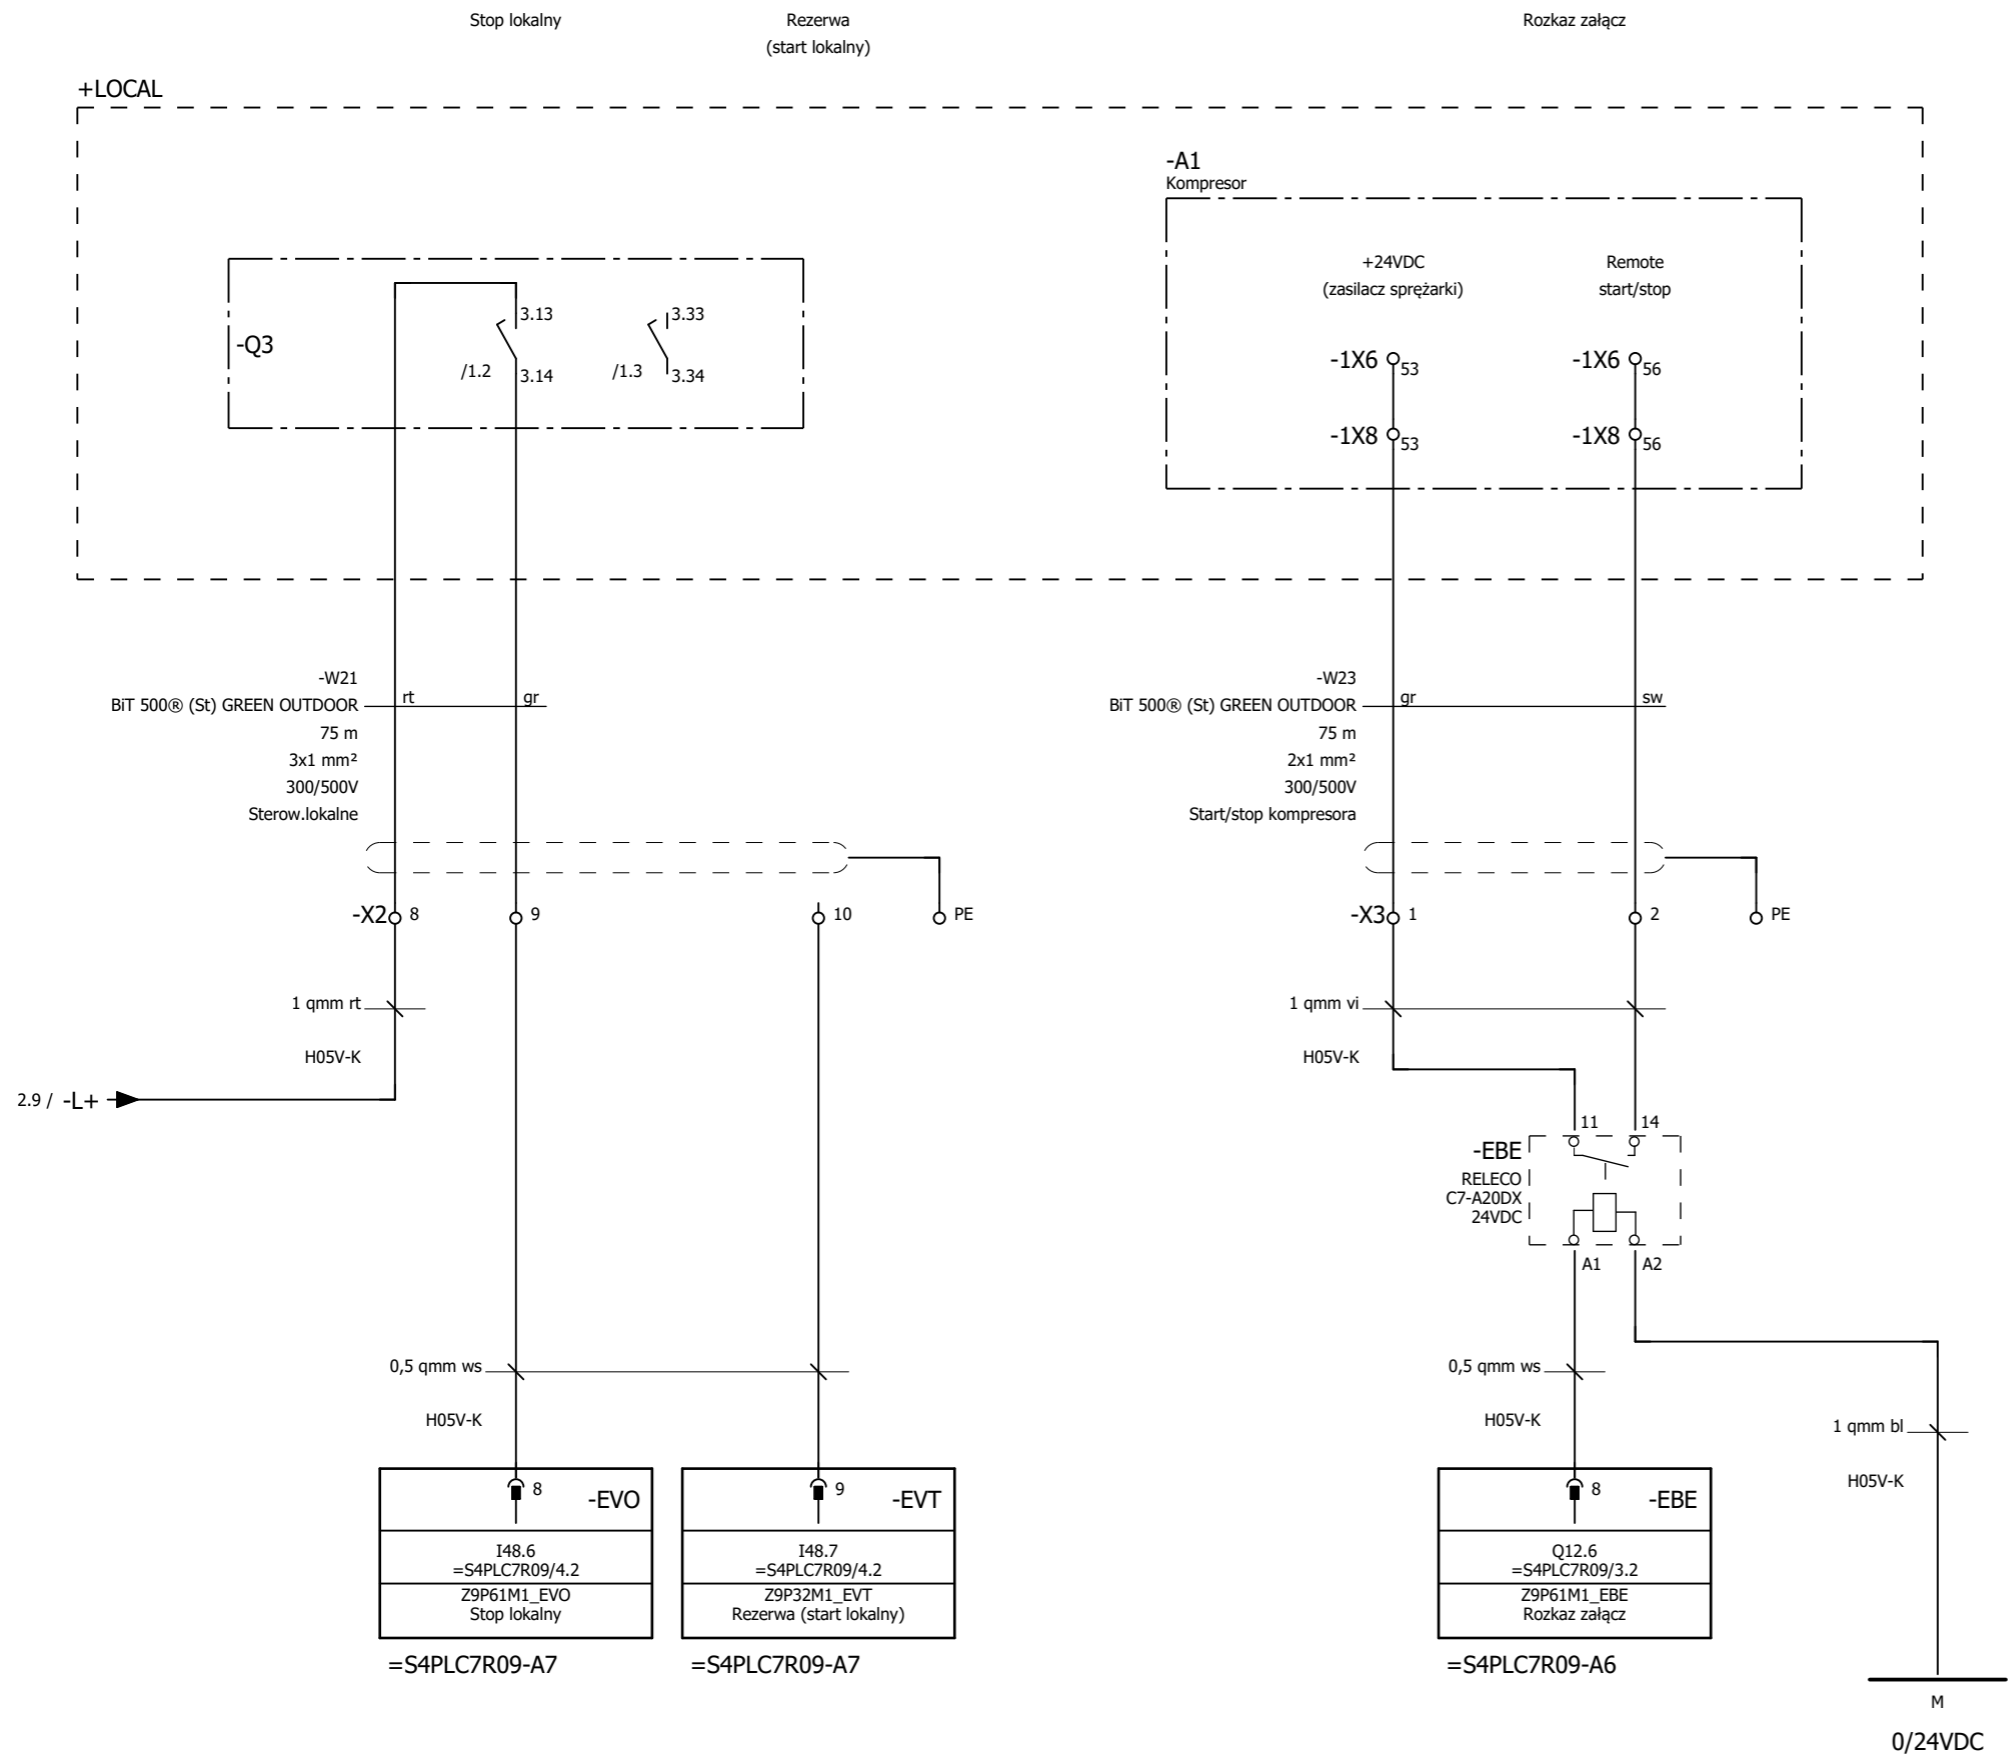 Stop lokalny
Rezerwa
(start lokalny)
Rozkaz załącz
+LOCAL
-A1
Kompresor
+24VDC
(zasilacz sprężarki)
Remote
start/stop
-Q3
3.13
/1.2
3.14
3.33
/1.3
3.34
-1X6
53
-1X6
56
-1X8
53
-1X8
56
-W21
BiT 500® (St) GREEN OUTDOOR
75 m
3x1 mm²
300/500V
Sterow.lokalne
rt
gr
-W23
BiT 500® (St) GREEN OUTDOOR
75 m
2x1 mm²
300/500V
Start/stop kompresora
gr
sw
-X2
8
9
10
PE
-X3
1
2
PE
1 qmm rt
H05V-K
2.9 / -L+
1 qmm vi
H05V-K
11
14
-EBE
RELECO
C7-A20DX
24VDC
A1
A2
0,5 qmm ws
H05V-K
0,5 qmm ws
H05V-K
1 qmm bl
H05V-K
8
-EVO
I48.6
=S4PLC7R09/4.2
Z9P61M1_EVO
Stop lokalny
=S4PLC7R09-A7
9
-EVT
I48.7
=S4PLC7R09/4.2
Z9P32M1_EVT
Rezerwa (start lokalny)
=S4PLC7R09-A7
8
-EBE
Q12.6
=S4PLC7R09/3.2
Z9P61M1_EBE
Rozkaz załącz
=S4PLC7R09-A6
M
0/24VDC